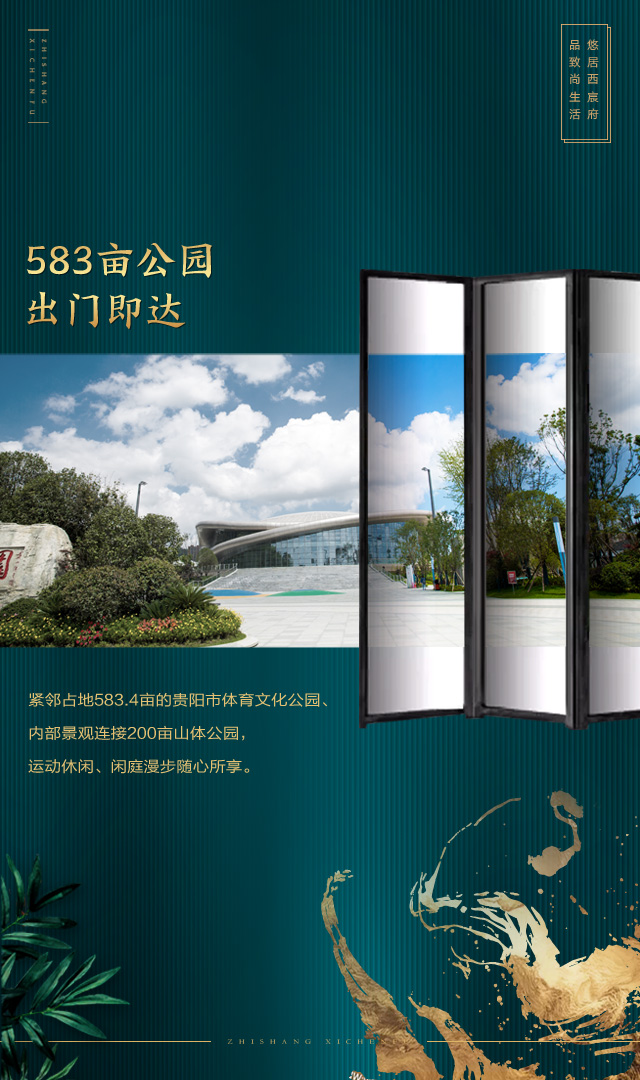 ZHISHANG
XICHENFU
悠居西宸府
品致尚生活
583亩公园
出门即达
紧邻占地583.4亩的贵阳市体育文化公园、
内部景观连接200亩山体公园，
运动休闲、闲庭漫步随心所享。
ZHISHANG XICHE